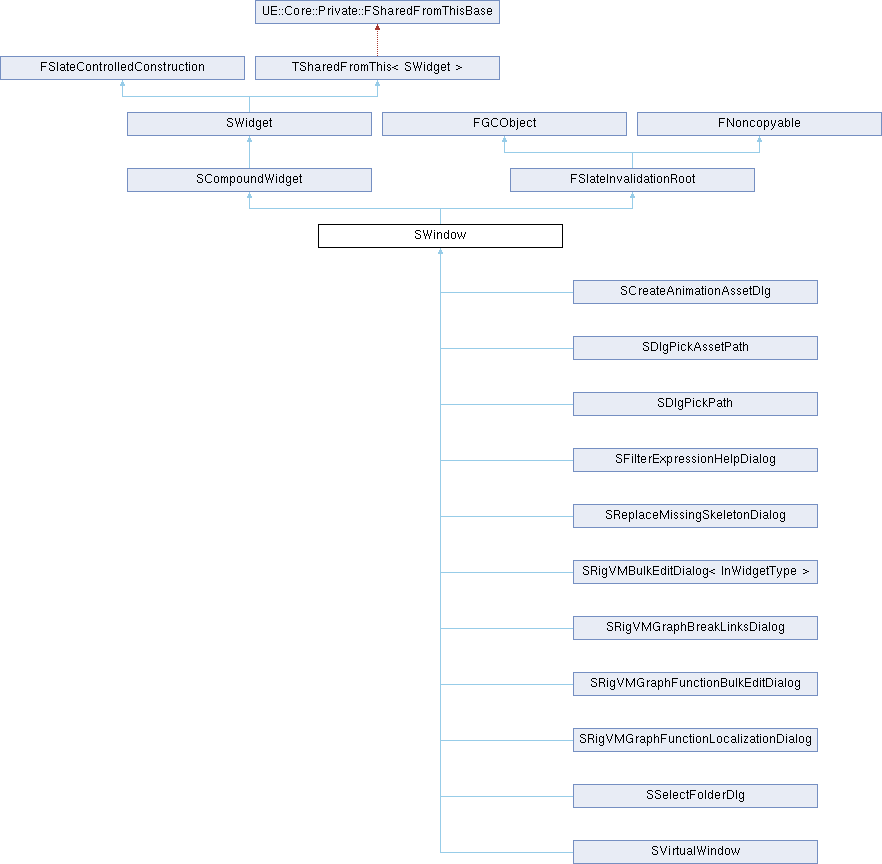 UE::Core::Private::FSharedFromThisBase
FSlateControlledConstruction
TSharedFromThis< SWidget >
SWidget
FGCObject
FNoncopyable
SCompoundWidget
FSlateInvalidationRoot
SWindow
SCreateAnimationAssetDlg
SDlgPickAssetPath
SDlgPickPath
SFilterExpressionHelpDialog
SReplaceMissingSkeletonDialog
SRigVMBulkEditDialog< InWidgetType >
SRigVMGraphBreakLinksDialog
SRigVMGraphFunctionBulkEditDialog
SRigVMGraphFunctionLocalizationDialog
SSelectFolderDlg
SVirtualWindow